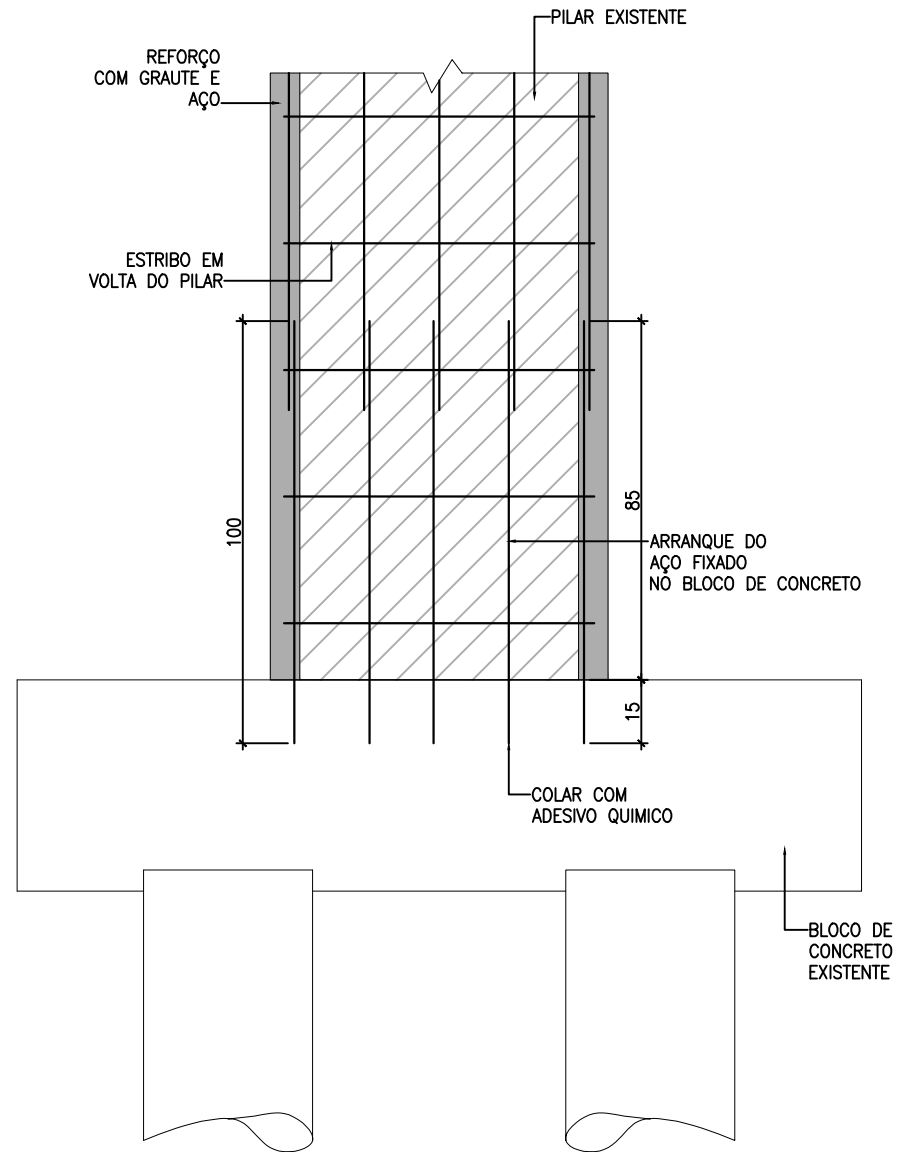 PILAR EXISTENTE
REFORÇO
COM GRAUTE E
AÇO
ESTRIBO EM
VOLTA DO PILAR
100
85
ARRANQUE DO
AÇO FIXADO
NO BLOCO DE CONCRETO
15
COLAR COM
ADESIVO QUIMICO
BLOCO DE
CONCRETO
EXISTENTE